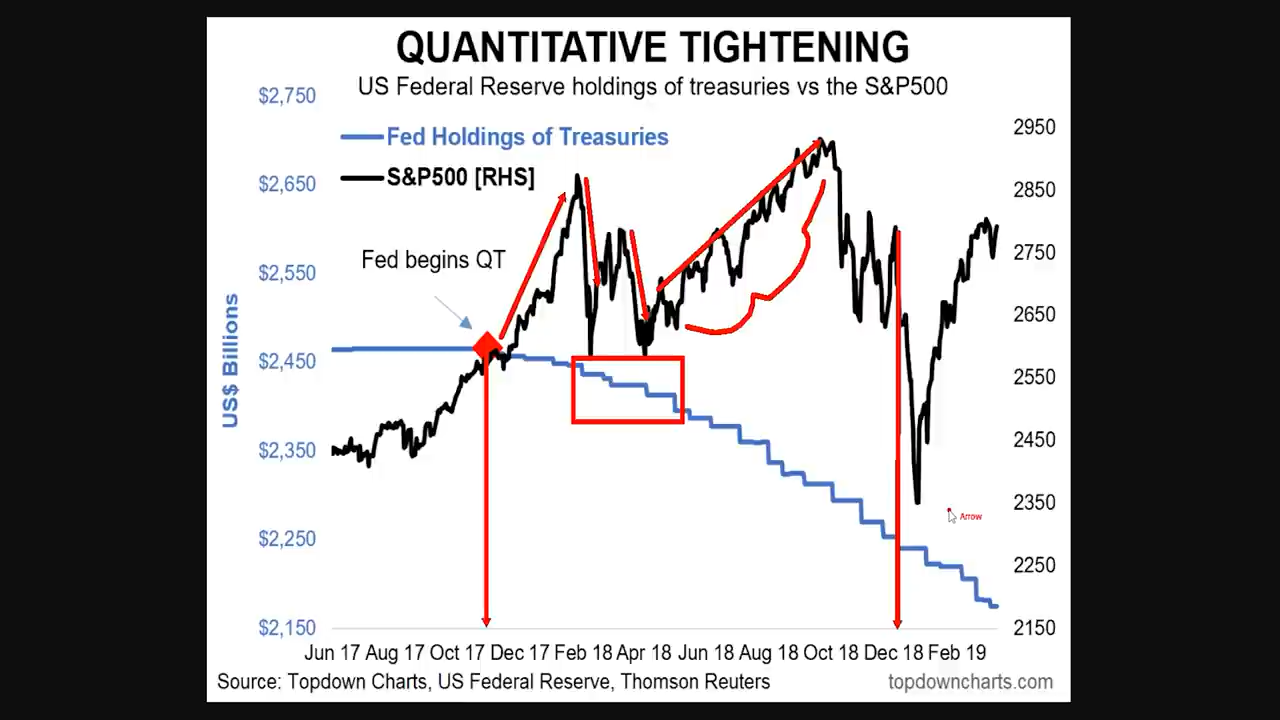 QUANTITATIVE TIGHTENING
US Federal Reserve holdings of treasuries vs the S&P500
$2,750
$2,650
$2,550
$2,450
$2,350
$2,250
$2,150
US$ Billions
Fed Holdings of Treasuries
S&P500 [RHS]
Fed begins QT
2950
2850
2750
2650
2550
2450
2350
2250
2150
Arrow
Jun 17 Aug 17 Oct 17 Dec 17 Feb 18 Apr 18 Jun 18 Aug 18 Oct 18 Dec 18 Feb 19
Source: Topdown Charts, US Federal Reserve, Thomson Reuters
topdowncharts.com